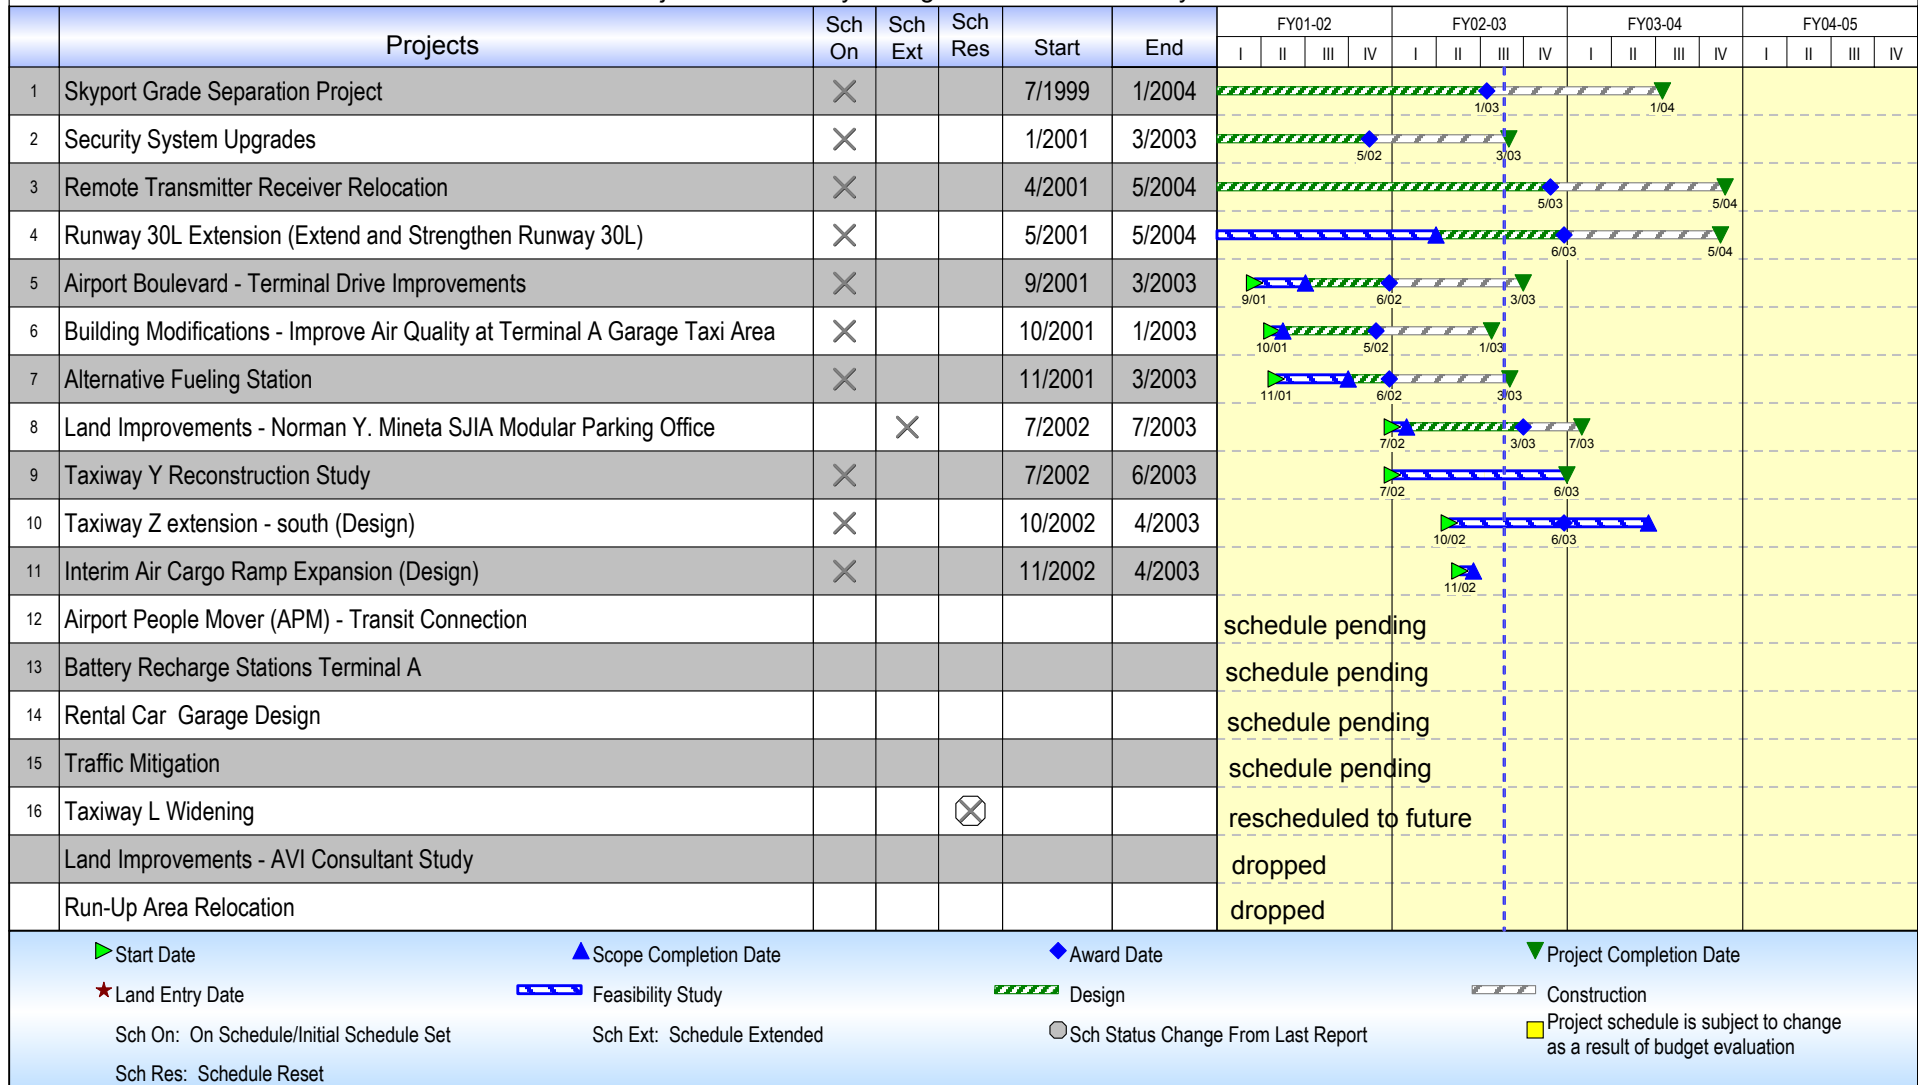 Projects Sch On Sch Ext Sch Res Start End FY01-02 FY02-03 FY03-04 FY04-05
I II III IV I II III IV I II III IV I II III IV
1 Skyport Grade Separation Project 7/1999 1/2004 1/03 1/04
2 Security System Upgrades 1/2001 3/2003 5/02 3/03
3 Remote Transmitter Receiver Relocation 4/2001 5/2004 5/03 5/04
4 Runway 30L Extension (Extend and Strengthen Runway 30L) 5/2001 5/2004 6/03 5/04
5 Airport Boulevard - Terminal Drive Improvements 9/2001 3/2003 9/01 6/02 3/03
6 Building Modifications - Improve Air Quality at Terminal A Garage Taxi Area 10/2001 1/2003 10/01 5/02 1/03
7 Alternative Fueling Station 11/2001 3/2003 11/01 6/02 3/03
8 Land Improvements - Norman Y. Mineta SJIA Modular Parking Office 7/2002 7/2003 7/02 3/03 7/03
9 Taxiway Y Reconstruction Study 7/2002 6/2003 7/02 6/03
10 Taxiway Z extension - south (Design) 10/2002 4/2003 10/02 6/03
11 Interim Air Cargo Ramp Expansion (Design) 11/2002 4/2003 11/02
12 Airport People Mover (APM) - Transit Connection schedule pending
13 Battery Recharge Stations Terminal A schedule pending
14 Rental Car Garage Design schedule pending
15 Traffic Mitigation schedule pending
16 Taxiway L Widening rescheduled to future
Land Improvements - AVI Consultant Study dropped
Run-Up Area Relocation dropped
Start Date Scope Completion Date Award Date Project Completion Date
Land Entry Date Feasibility Study Design Construction
Sch On: On Schedule/Initial Schedule Set Sch Ext: Schedule Extended Sch Status Change From Last Report Project schedule is subject to change
as a result of budget evaluation
Sch Res: Schedule Reset